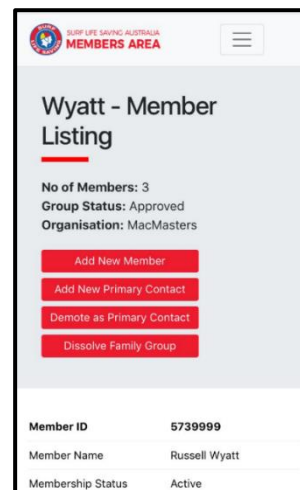 SURF LIFE SAVING AUSTRALIA
MEMBERS AREA
Wyatt - Member
Listing
No of Members: 3
Group Status: Approved
Organisation: MacMasters
Add New Member
Add New Primary Contact
Demote as Primary Contact
Dissolve Family Group
Member ID 5739999
Member Name Russell Wyatt
Membership Status Active